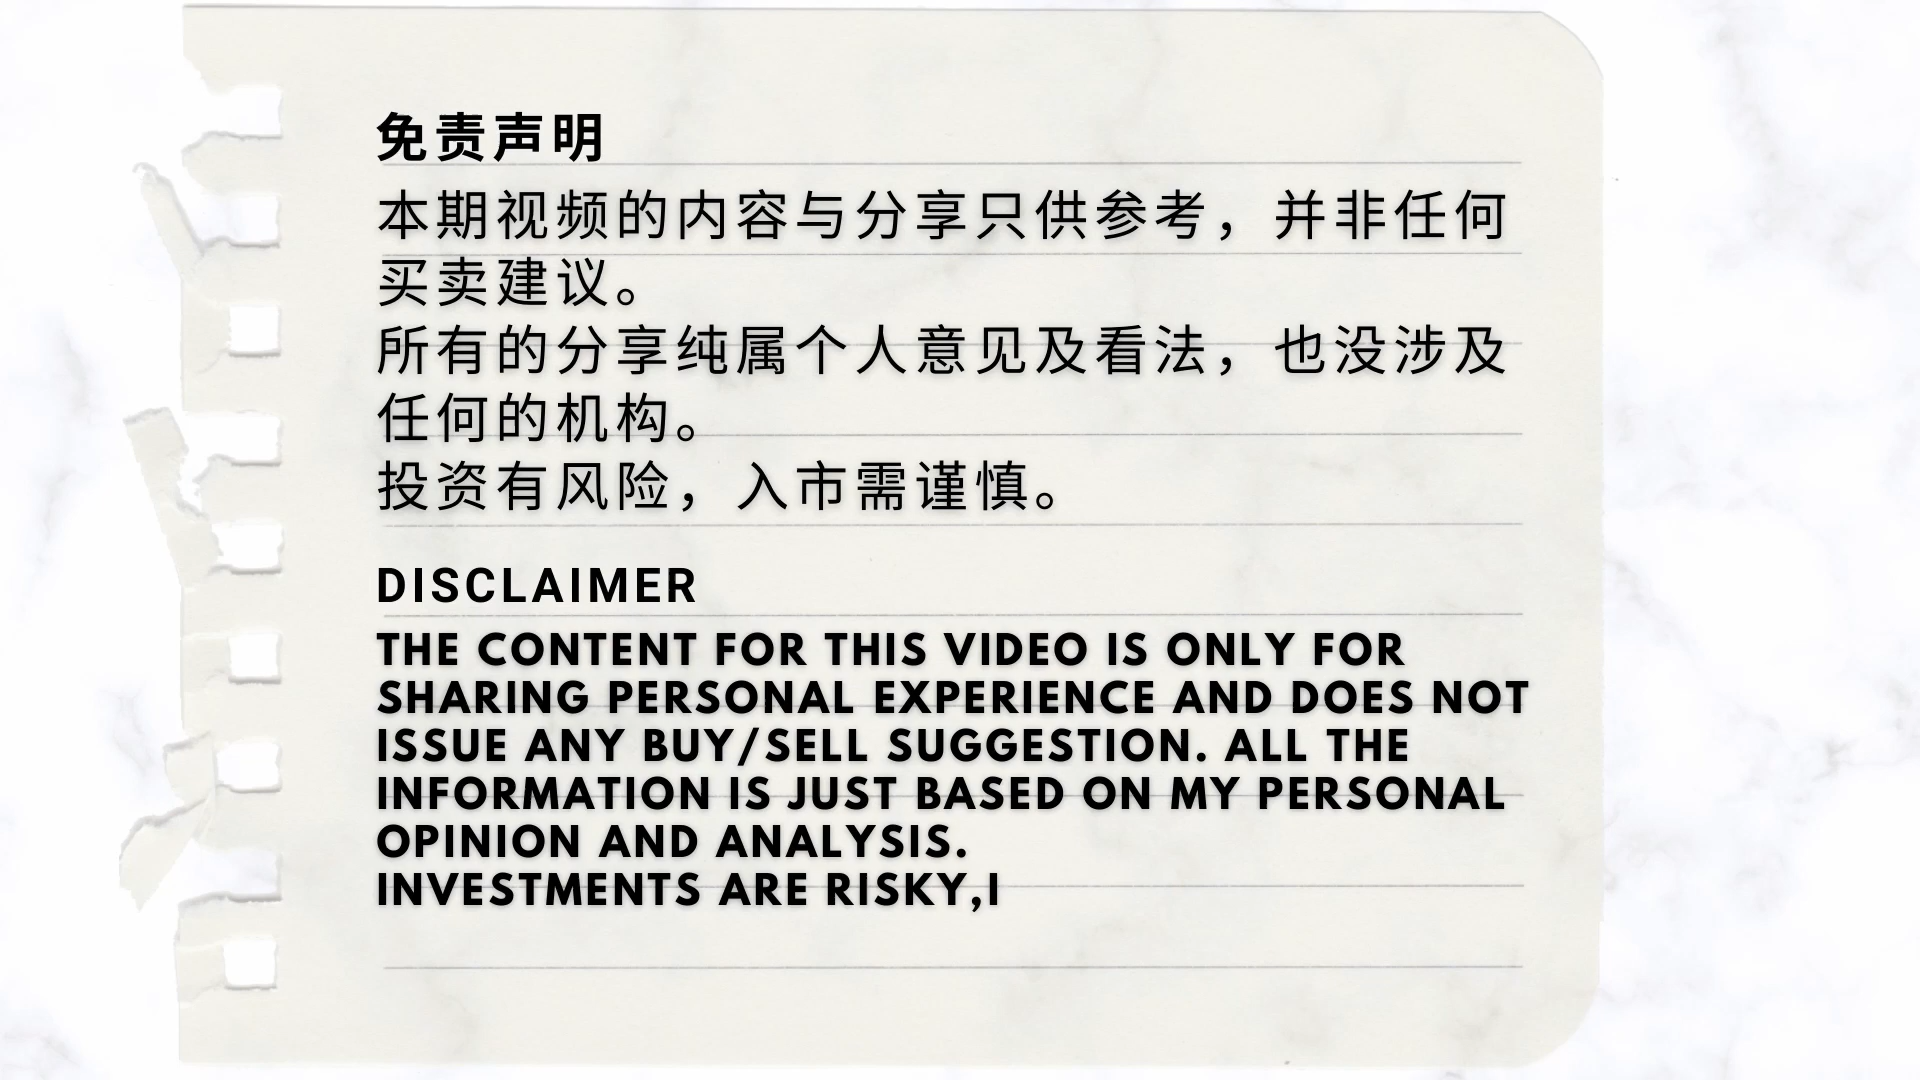 免责声明
本期视频的内容与分享只供参考，并非任何
买卖建议。
所有的分享纯属个人意见及看法，也没涉及
任何的机构。
投资有风险，入市需谨慎。
DISCLAIMER
THE CONTENT FOR THIS VIDEO IS ONLY FOR
SHARING PERSONAL EXPERIENCE AND DOES NOT
ISSUE ANY BUY/SELL SUGGESTION. ALL THE
INFORMATION IS JUST BASED ON MY PERSONAL
OPINION AND ANALYSIS.
INVESTMENTS ARE RISKY,I